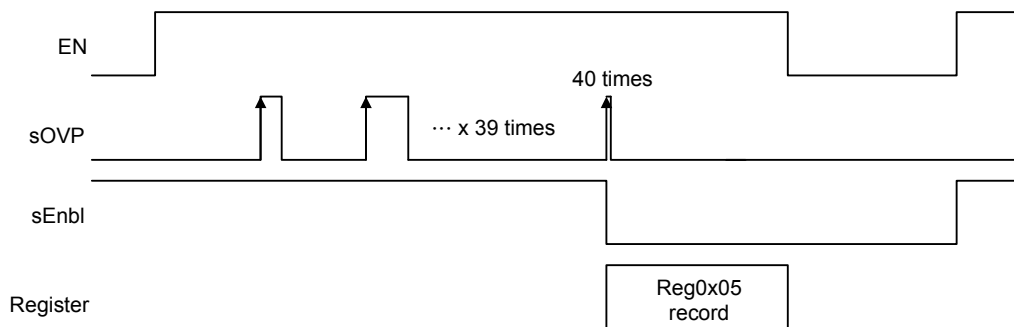 EN
40 times
sOVP
⋯ x 39 times
sEnbl
Reg0x05
record
Register